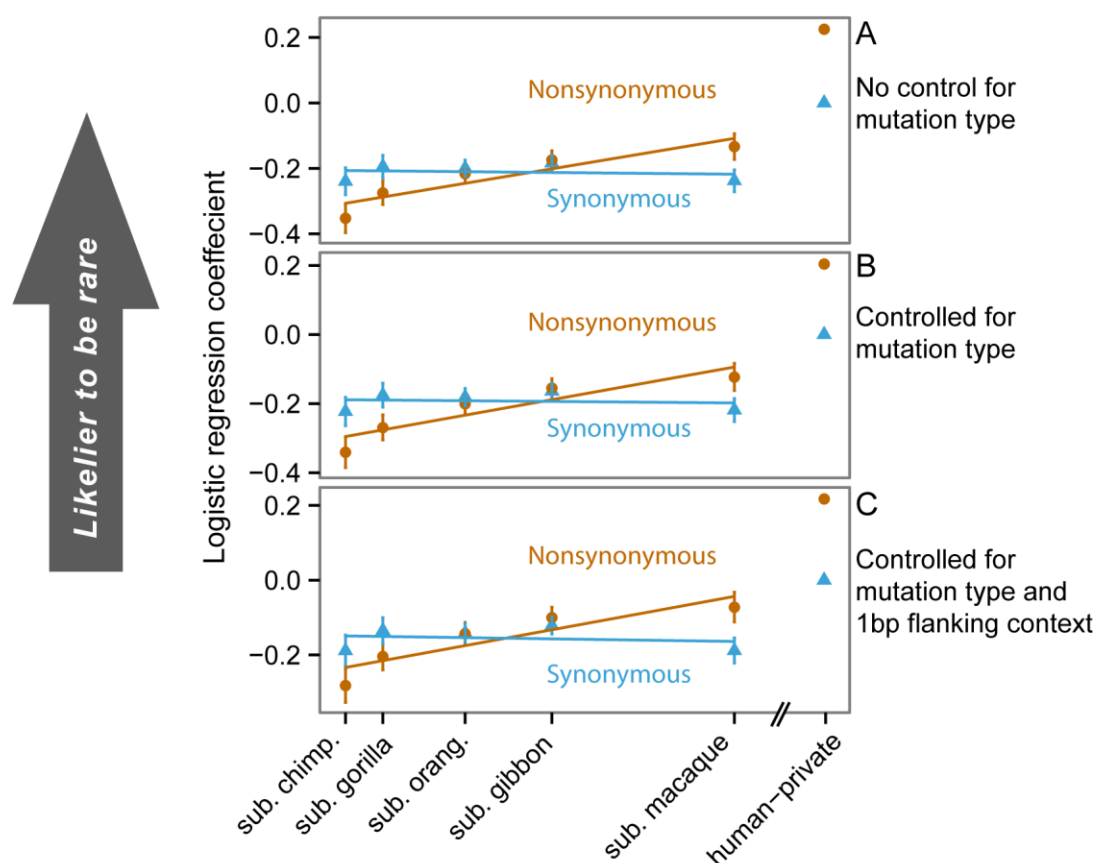 Likelier to be rare
Logistic regression coeffecient
0.2
0.0
−0.2
−0.4
Nonsynonymous
Synonymous
A
No control for
mutation type
0.2
0.0
−0.2
−0.4
Nonsynonymous
Synonymous
B
Controlled for
mutation type
0.2
0.0
−0.2
Nonsynonymous
Synonymous
C
Controlled for
mutation type and
1bp flanking context
sub. chimp.
sub. gorilla
sub. orang.
sub. gibbon
sub. macaque
human−private